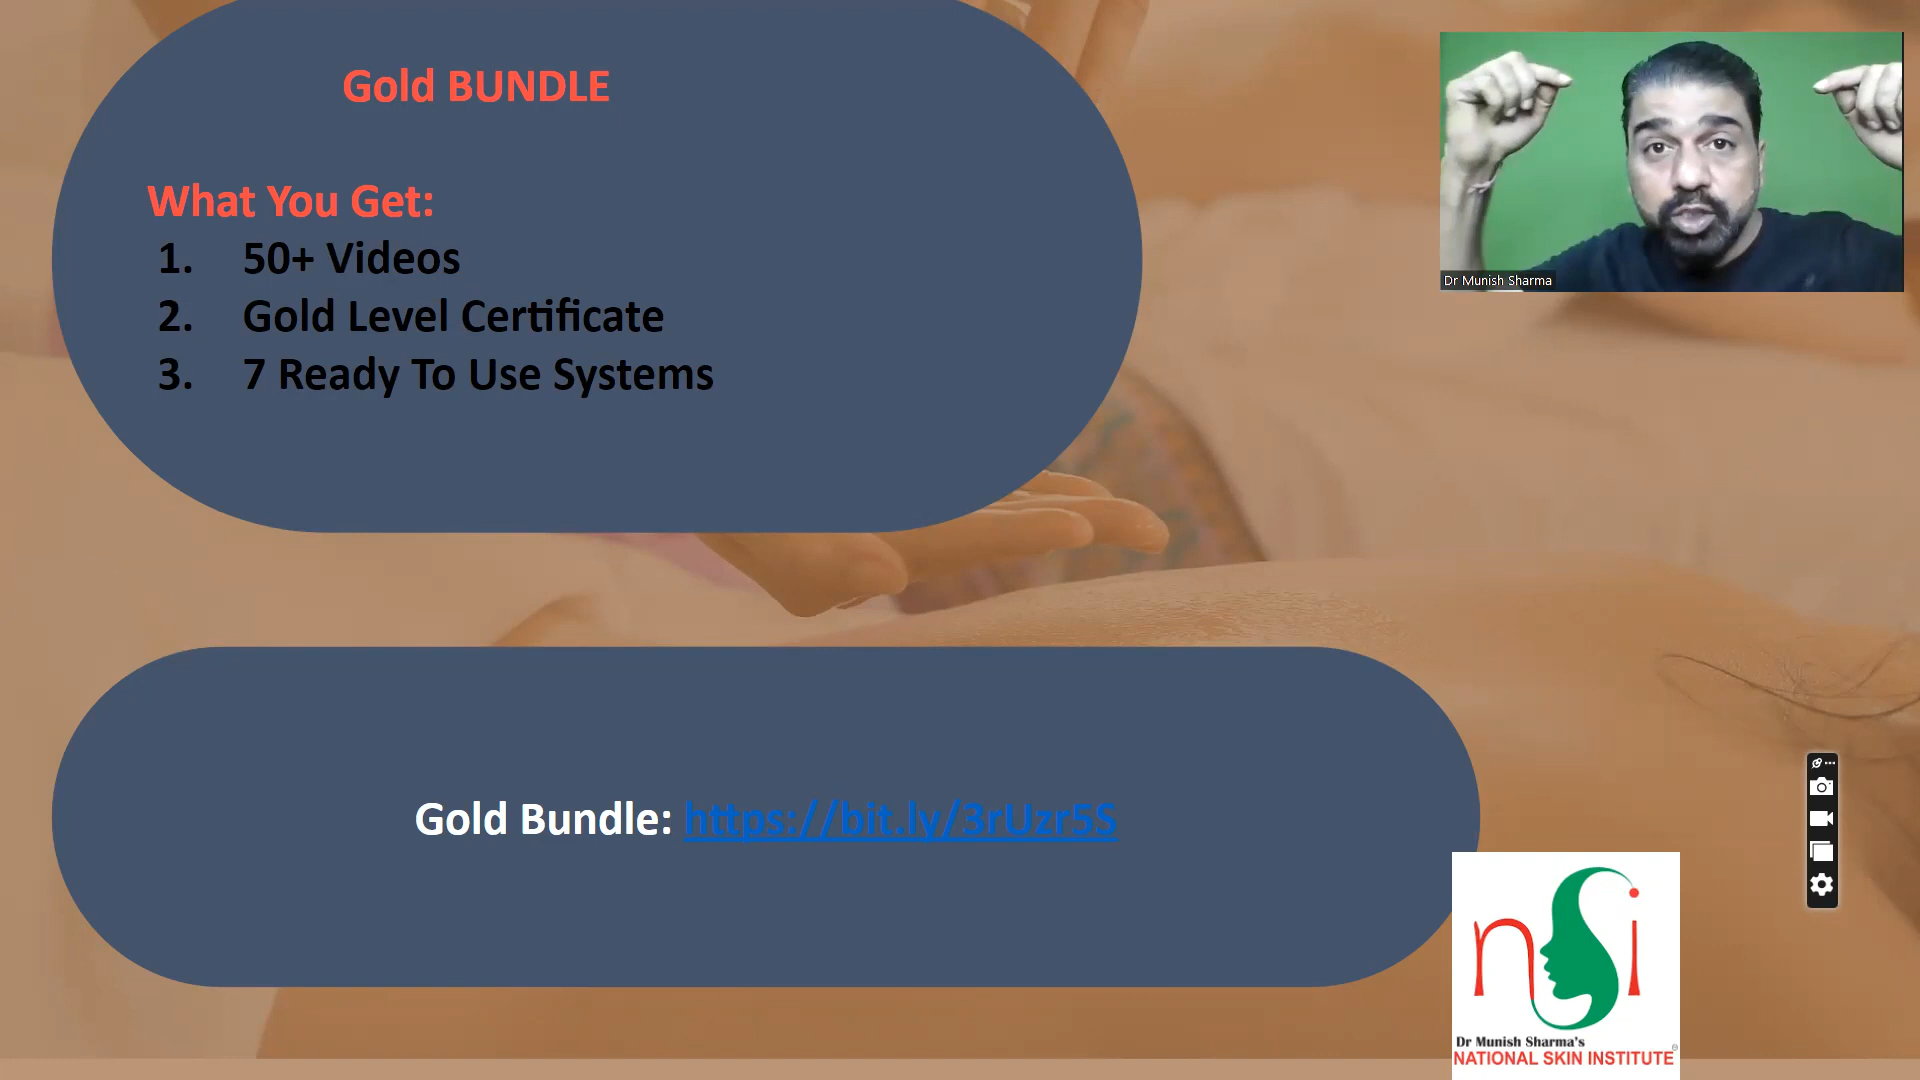 Gold BUNDLE
What You Get:
1. 50+ Videos
2. Gold Level Certificate
3. 7 Ready To Use Systems
Dr Munish Sharma
Gold Bundle: https://bit.ly/3rUzr5S
nSi
Dr Munish Sharma's
NATIONAL SKIN INSTITUTE